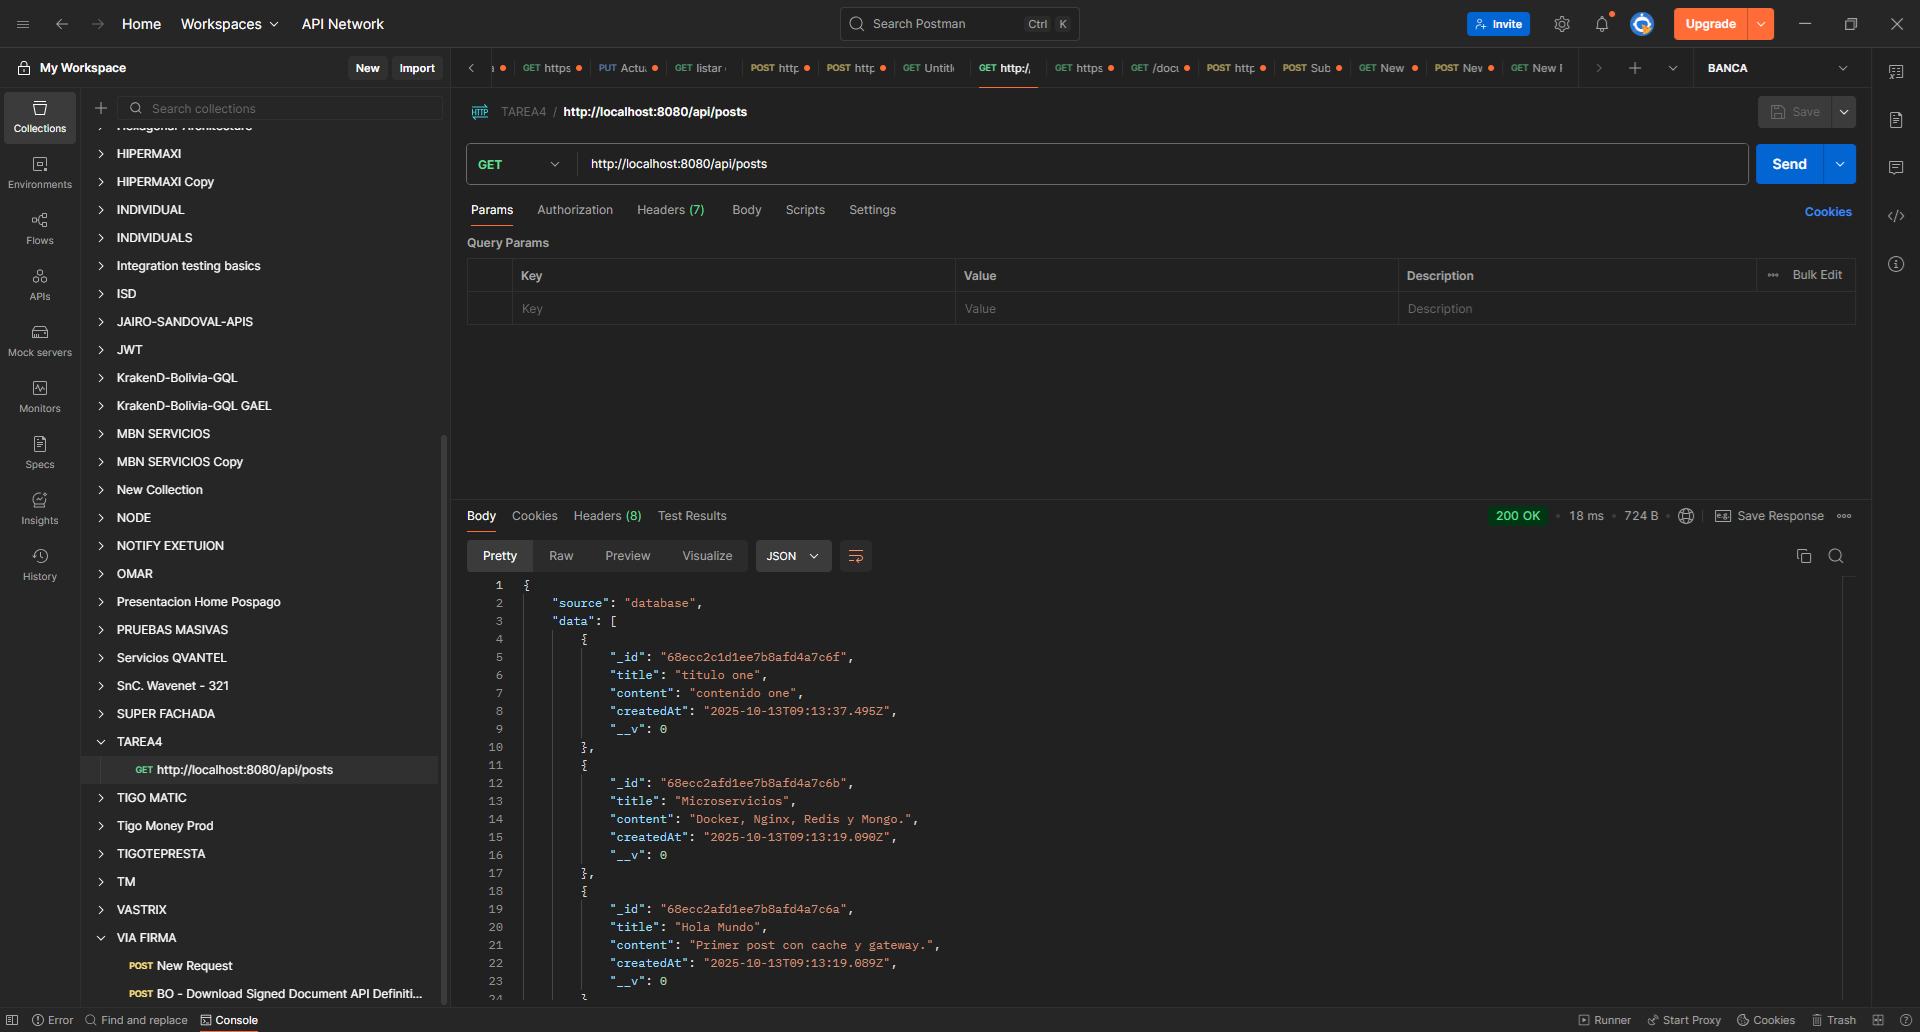 Home Workspaces API Network Search Postman Ctrl K Invite Upgrade
My Workspace New Import
GET https PUT Actu GET listar POST http POST http GET Untitl GET http:/ GET https GET /docu POST http POST Sub GET New POST New GET New BANCA
Search collections
Collections
Environments
Flows
APIs
Mock servers
Monitors
Specs
Insights
History
Hexagonal Architecture
HIPERMAXI
HIPERMAXI Copy
INDIVIDUAL
INDIVIDUALS
Integration testing basics
ISD
JAIRO-SANDOVAL-APIS
JWT
KrakenD-Bolivia-GQL
KrakenD-Bolivia-GQL GAEL
MBN SERVICIOS
MBN SERVICIOS Copy
New Collection
NODE
NOTIFY EXETUION
OMAR
Presentacion Home Pospago
PRUEBAS MASIVAS
Servicios QVANTEL
SnC. Wavenet - 321
SUPER FACHADA
TAREA4
GET http://localhost:8080/api/posts
TIGO MATIC
Tigo Money Prod
TIGOTEPRESTA
TM
VASTRIX
VIA FIRMA
POST New Request
POST BO - Download Signed Document API Definiti...
HTTP TAREA4 / http://localhost:8080/api/posts Save
GET http://localhost:8080/api/posts Send
Params Authorization Headers (7) Body Scripts Settings Cookies
Query Params
Key Value Description Bulk Edit
Key Value Description
Body Cookies Headers (8) Test Results 200 OK • 18 ms • 724 B e.g. Save Response
Pretty Raw Preview Visualize JSON
1 {
2 "source": "database",
3 "data": [
4 {
5 "_id": "68ecc2c1d1ee7b8afd4a7c6f",
6 "title": "titulo one",
7 "content": "contenido one",
8 "createdAt": "2025-10-13T09:13:37.495Z",
9 "__v": 0
10 },
11 {
12 "_id": "68ecc2afd1ee7b8afd4a7c6b",
13 "title": "Microservicios",
14 "content": "Docker, Nginx, Redis y Mongo.",
15 "createdAt": "2025-10-13T09:13:19.090Z",
16 "__v": 0
17 },
18 {
19 "_id": "68ecc2afd1ee7b8afd4a7c6a",
20 "title": "Hola Mundo",
21 "content": "Primer post con cache y gateway.",
22 "createdAt": "2025-10-13T09:13:19.089Z",
23 "__v": 0
24 }
Error Find and replace Console Runner Start Proxy Cookies Trash